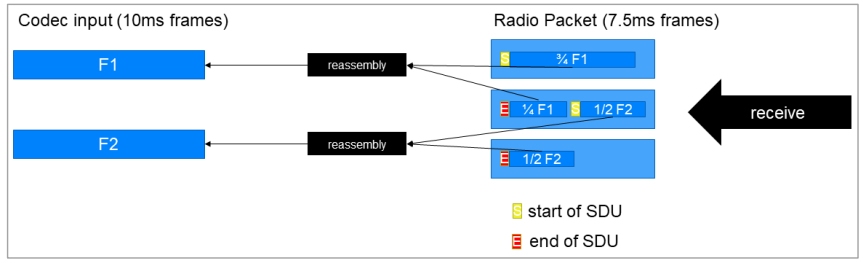 Codec input (10ms frames)
Radio Packet (7.5ms frames)
F1
reassembly
S ¾ F1
E ¼ F1 S 1/2 F2
receive
F2
reassembly
E 1/2 F2
S start of SDU
E end of SDU